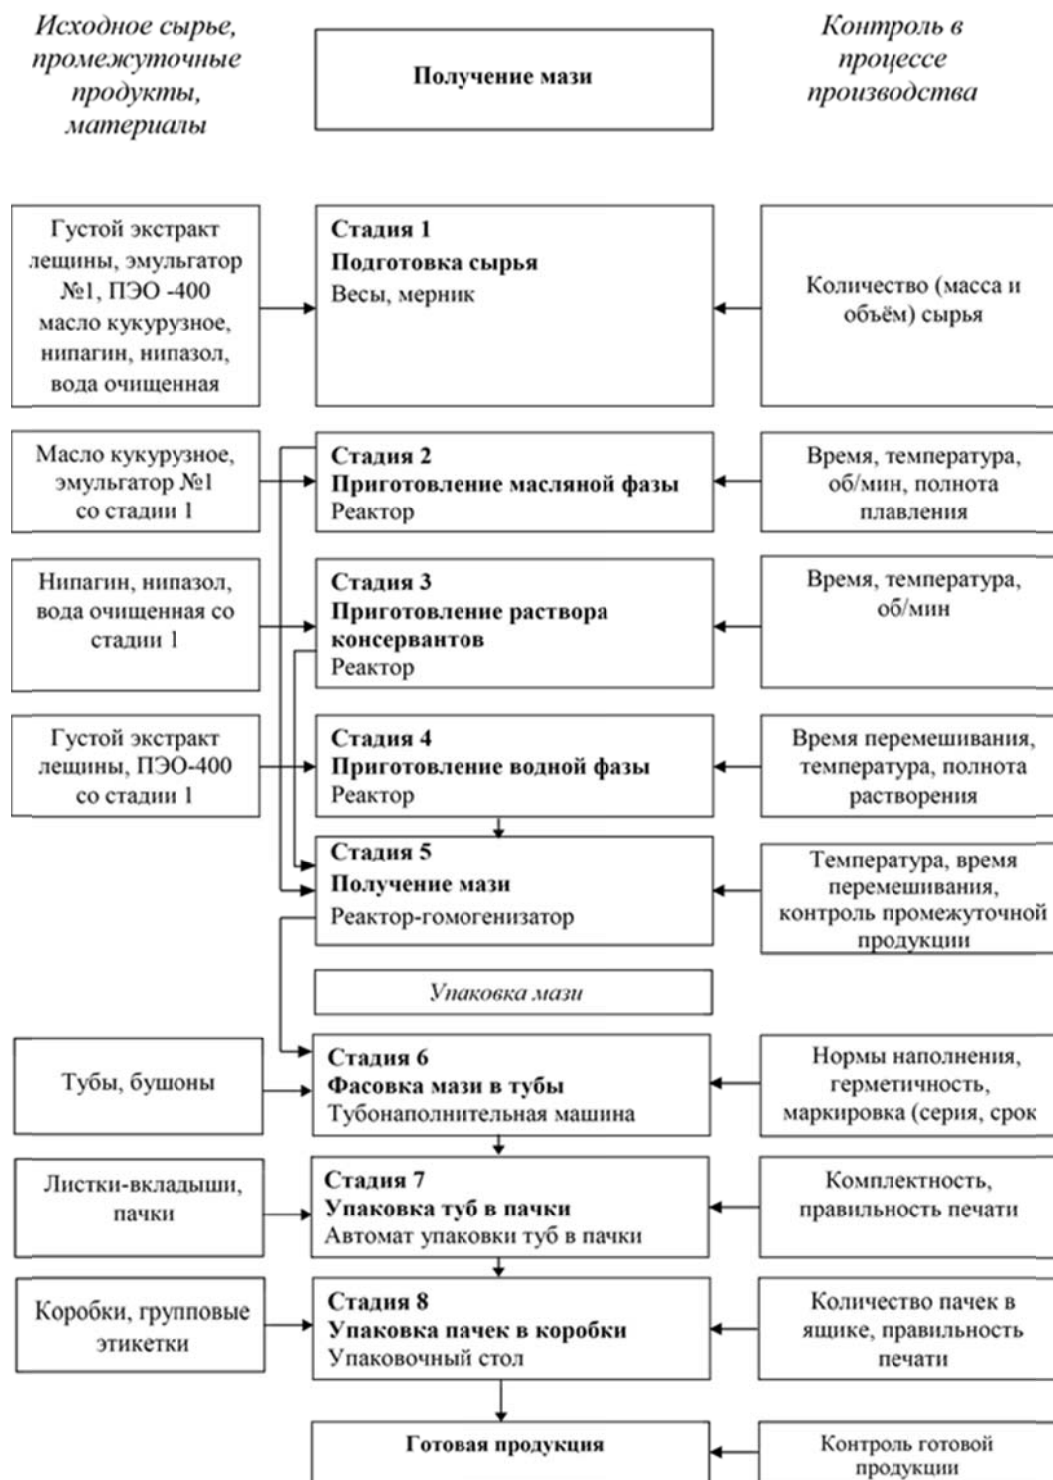 Исходное сырье,
промежуточные
продукты,
материалы
Получение мази
Контроль в
процессе
производства
Густой экстракт
лещины, эмульгатор
№1, ПЭО -400
масло кукурузное,
нипагин, нипазол,
вода очищенная
Стадия 1
Подготовка сырья
Весы, мерник
Количество (масса и
объём) сырья
Масло кукурузное,
эмульгатор №1
со стадии 1
Стадия 2
Приготовление масляной фазы
Реактор
Время, температура,
об/мин, полнота
плавления
Нипагин, нипазол,
вода очищенная со
стадии 1
Стадия 3
Приготовление раствора
консервантов
Реактор
Время, температура,
об/мин
Густой экстракт
лещины, ПЭО-400
со стадии 1
Стадия 4
Приготовление водной фазы
Реактор
Время перемешивания,
температура, полнота
растворения
Стадия 5
Получение мази
Реактор-гомогенизатор
Температура, время
перемешивания,
контроль промежуточной
продукции
Упаковка мази
Тубы, бушоны
Стадия 6
Фасовка мази в тубы
Тубонаполнительная машина
Нормы наполнения,
герметичность,
маркировка (серия, срок
Листки-вкладыши,
пачки
Стадия 7
Упаковка туб в пачки
Автомат упаковки туб в пачки
Комплектность,
правильность печати
Коробки, групповые
этикетки
Стадия 8
Упаковка пачек в коробки
Упаковочный стол
Количество пачек в
ящике, правильность
печати
Готовая продукция
Контроль готовой
продукции